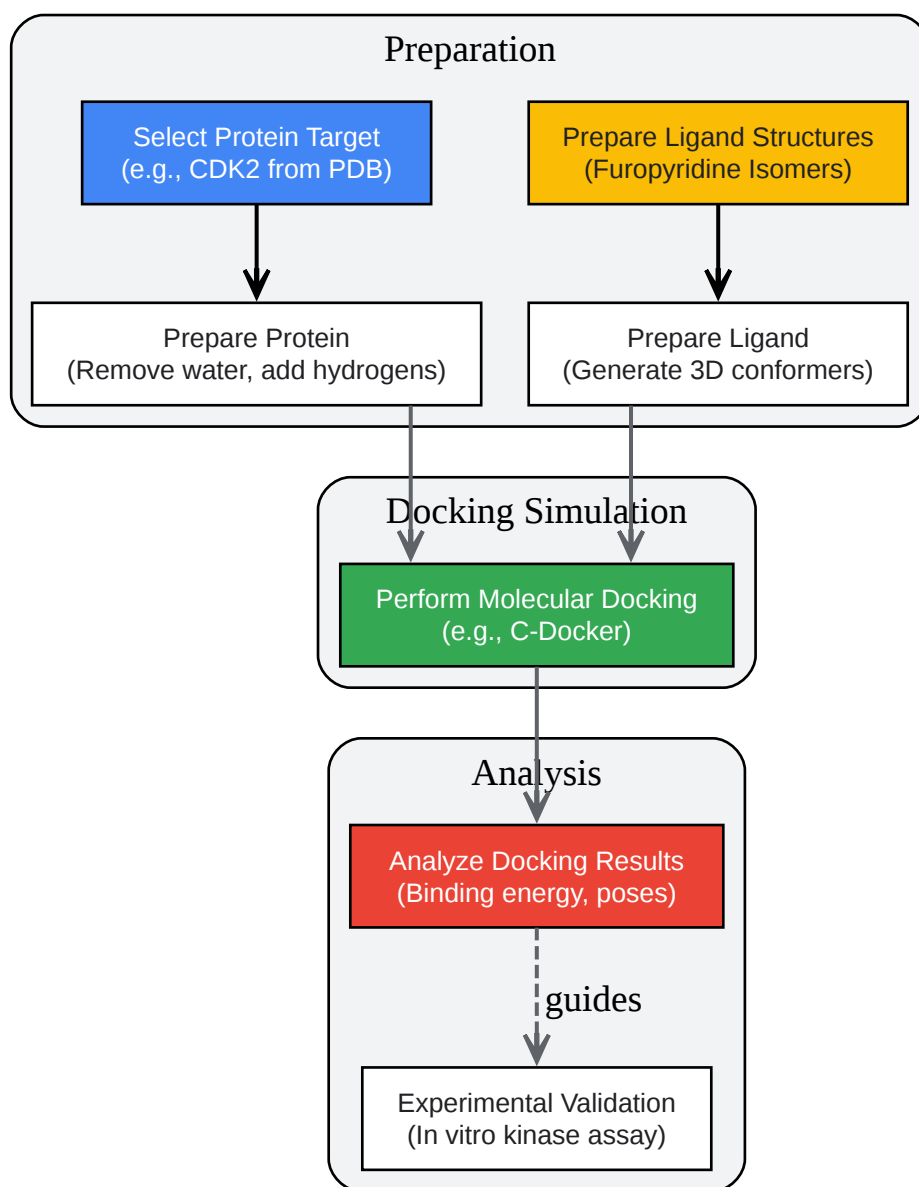 Preparation
Select Protein Target
(e.g., CDK2 from PDB)
Prepare Ligand Structures
(Furopyridine Isomers)
Prepare Protein
(Remove water, add hydrogens)
Prepare Ligand
(Generate 3D conformers)
Docking Simulation
Perform Molecular Docking
(e.g., C-Docker)
Analysis
Analyze Docking Results
(Binding energy, poses)
guides
Experimental Validation
(In vitro kinase assay)